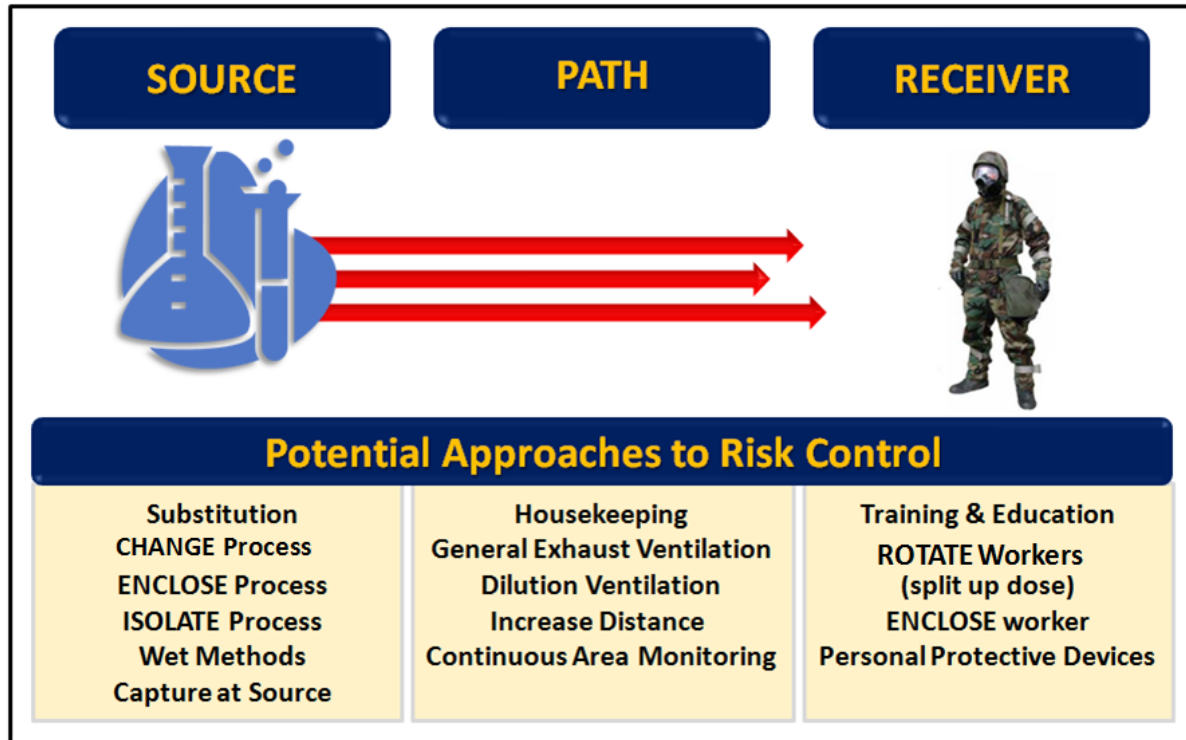 SOURCE
PATH
RECEIVER
Potential Approaches to Risk Control
Substitution
CHANGE Process
ENCLOSE Process
ISOLATE Process
Wet Methods
Capture at Source
Housekeeping
General Exhaust Ventilation
Dilution Ventilation
Increase Distance
Continuous Area Monitoring
Training & Education
ROTATE Workers
(split up dose)
ENCLOSE worker
Personal Protective Devices